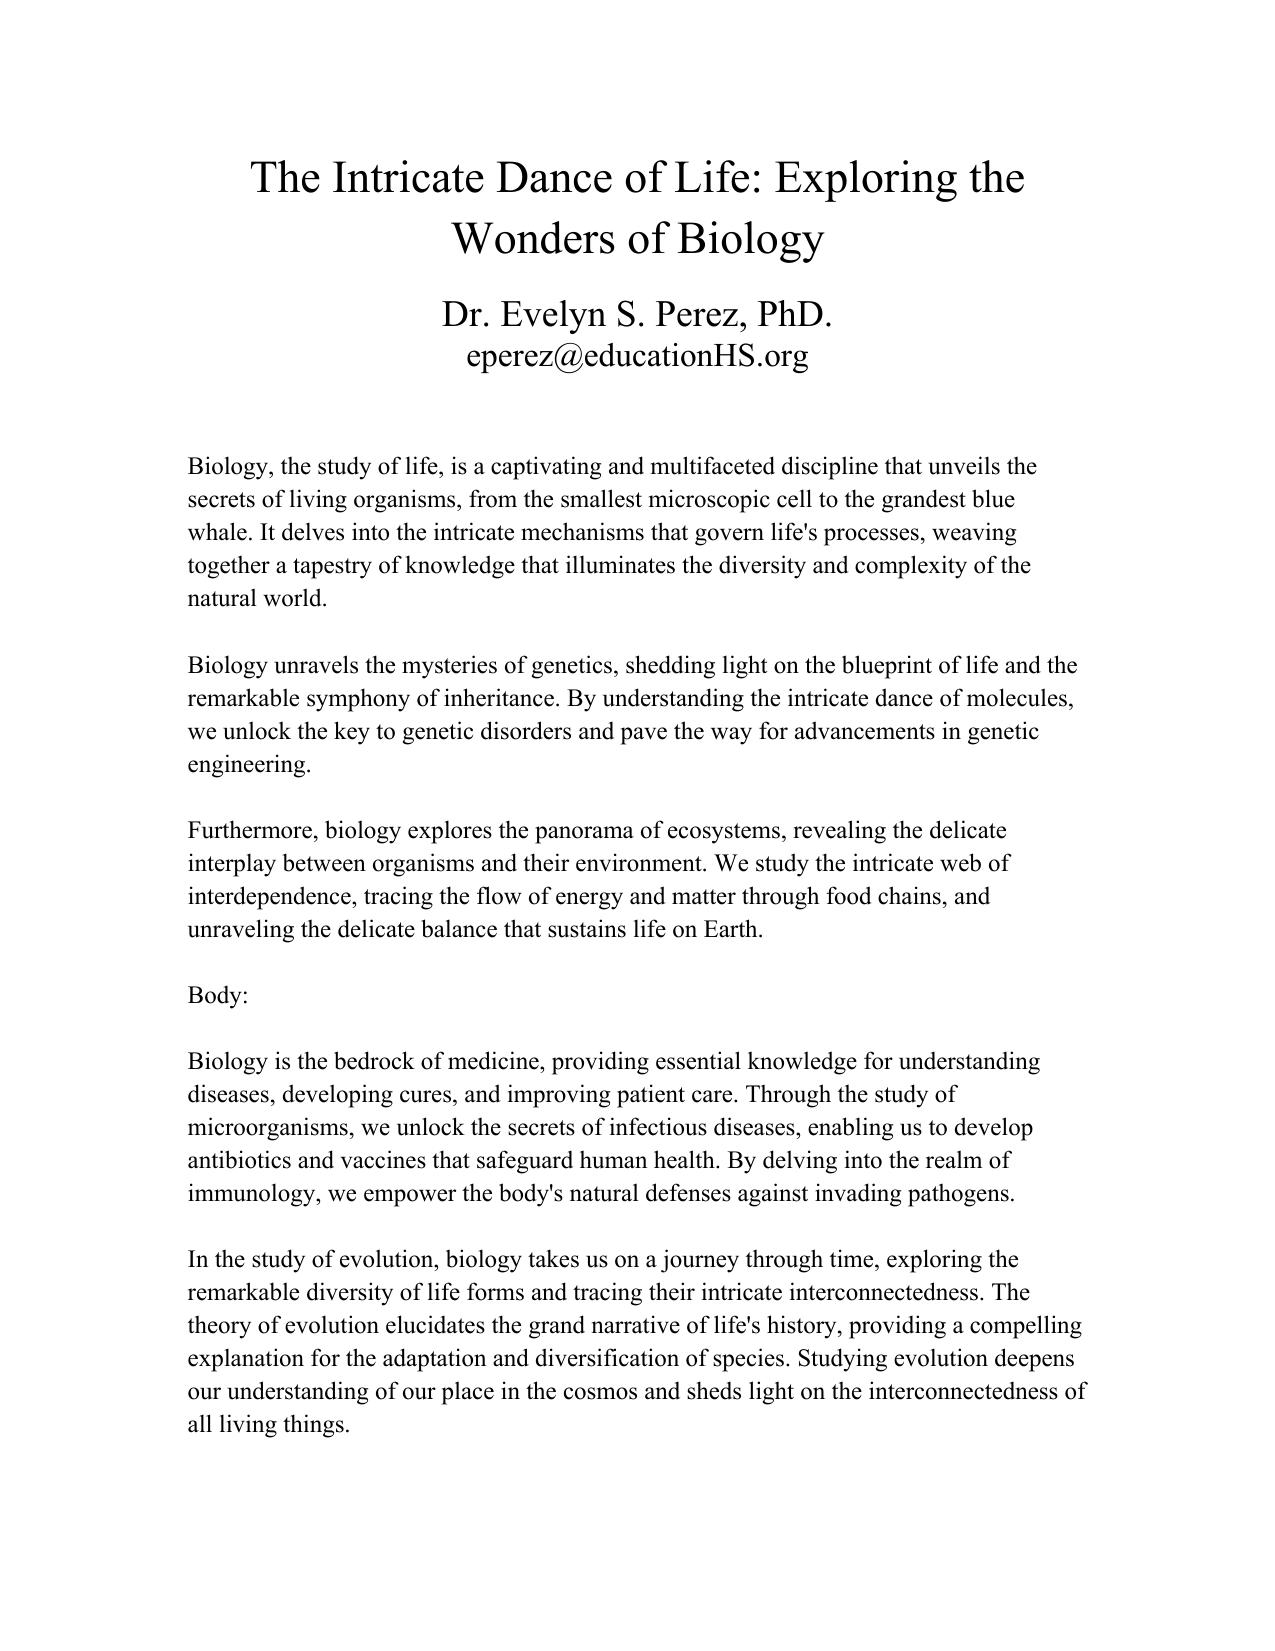 The Intricate Dance of Life: Exploring the
Wonders of Biology
Dr. Evelyn S. Perez, PhD.
eperez@educationHS.org
Biology, the study of life, is a captivating and multifaceted discipline that unveils the
secrets of living organisms, from the smallest microscopic cell to the grandest blue
whale. It delves into the intricate mechanisms that govern life's processes, weaving
together a tapestry of knowledge that illuminates the diversity and complexity of the
natural world.
Biology unravels the mysteries of genetics, shedding light on the blueprint of life and the
remarkable symphony of inheritance. By understanding the intricate dance of molecules,
we unlock the key to genetic disorders and pave the way for advancements in genetic
engineering.
Furthermore, biology explores the panorama of ecosystems, revealing the delicate
interplay between organisms and their environment. We study the intricate web of
interdependence, tracing the flow of energy and matter through food chains, and
unraveling the delicate balance that sustains life on Earth.
Body:
Biology is the bedrock of medicine, providing essential knowledge for understanding
diseases, developing cures, and improving patient care. Through the study of
microorganisms, we unlock the secrets of infectious diseases, enabling us to develop
antibiotics and vaccines that safeguard human health. By delving into the realm of
immunology, we empower the body's natural defenses against invading pathogens.
In the study of evolution, biology takes us on a journey through time, exploring the
remarkable diversity of life forms and tracing their intricate interconnectedness. The
theory of evolution elucidates the grand narrative of life's history, providing a compelling
explanation for the adaptation and diversification of species. Studying evolution deepens
our understanding of our place in the cosmos and sheds light on the interconnectedness of
all living things.